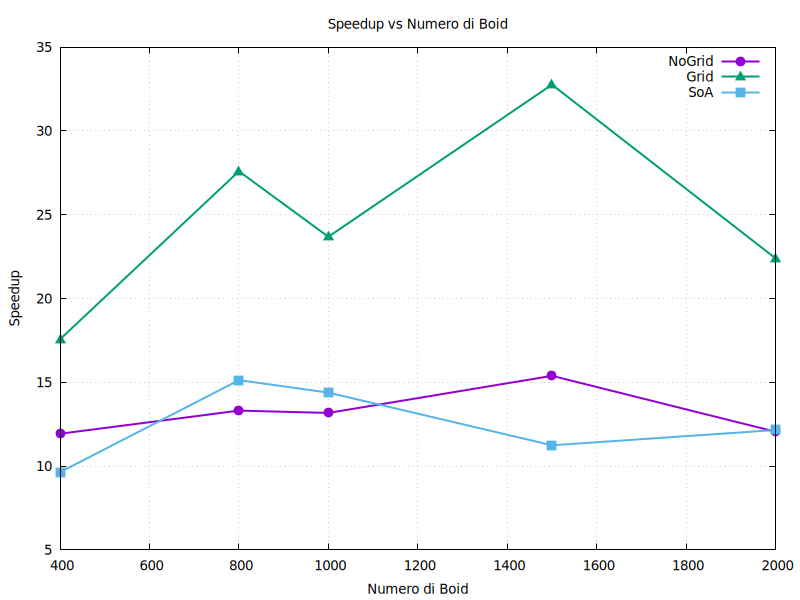 Speedup vs Numero di Boid
NoGrid
Grid
SoA
35
30
25
20
15
10
5
Speedup
400 600 800 1000 1200 1400 1600 1800 2000
Numero di Boid